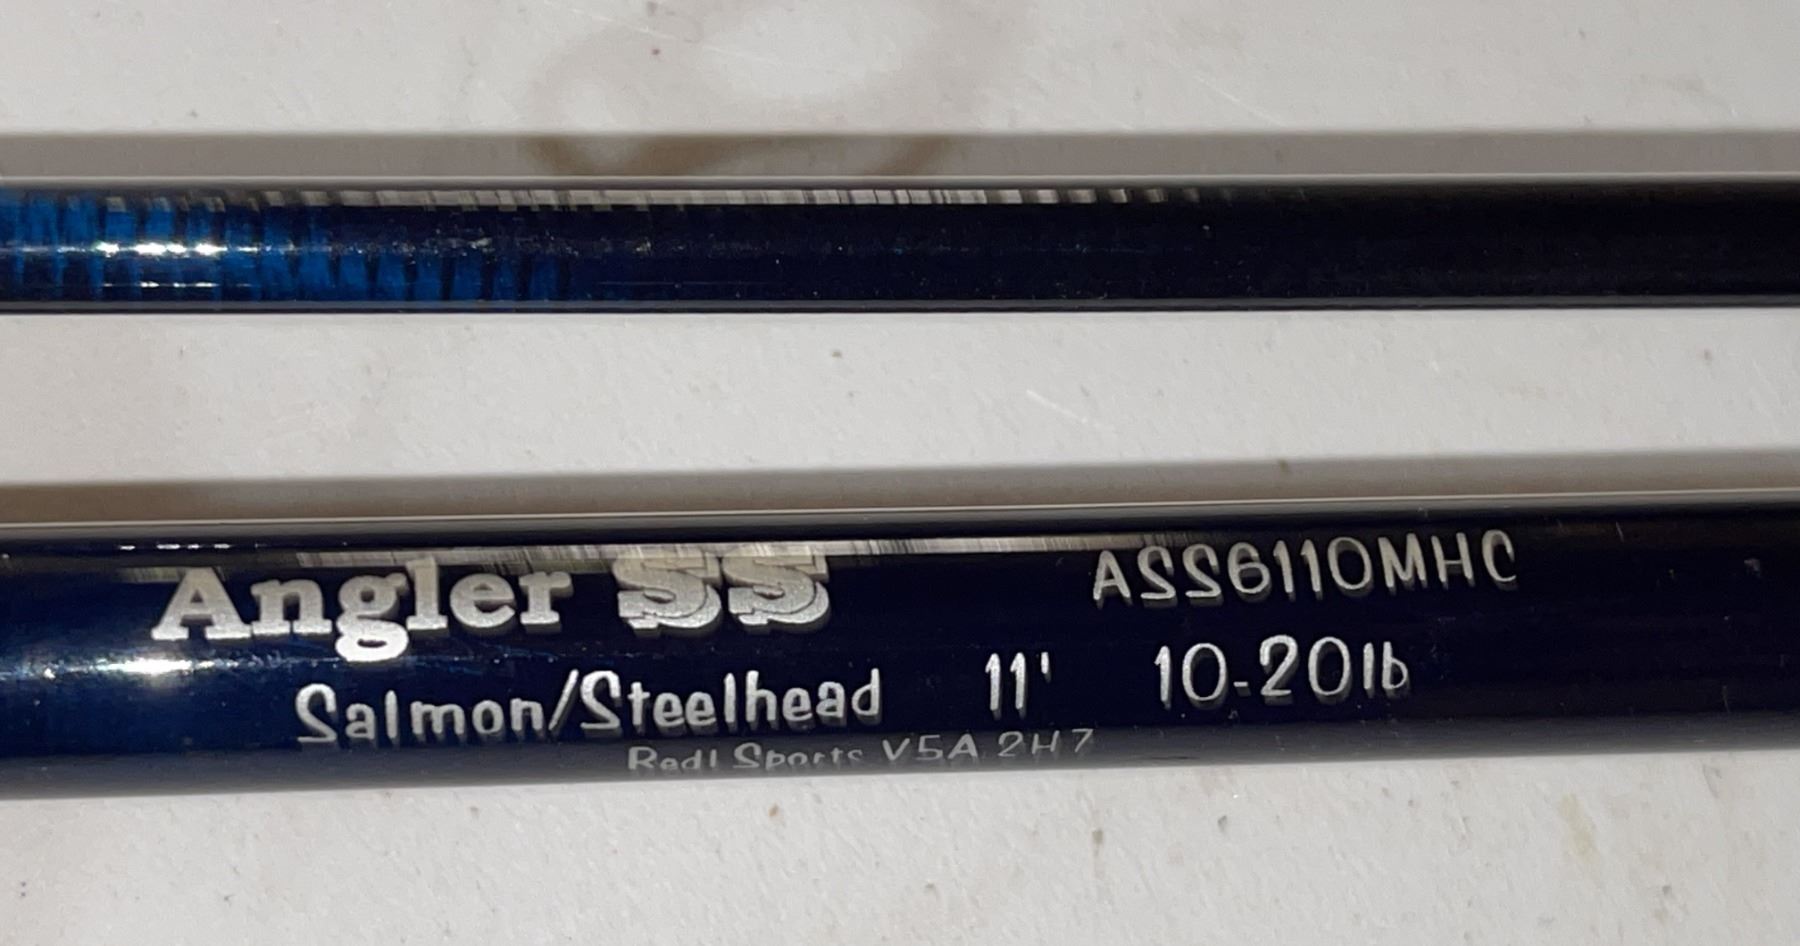 Angler SS ASS6110MHC
Salmon/Steelhead 11' 10-20lb
Redl Sports V5A 2H7